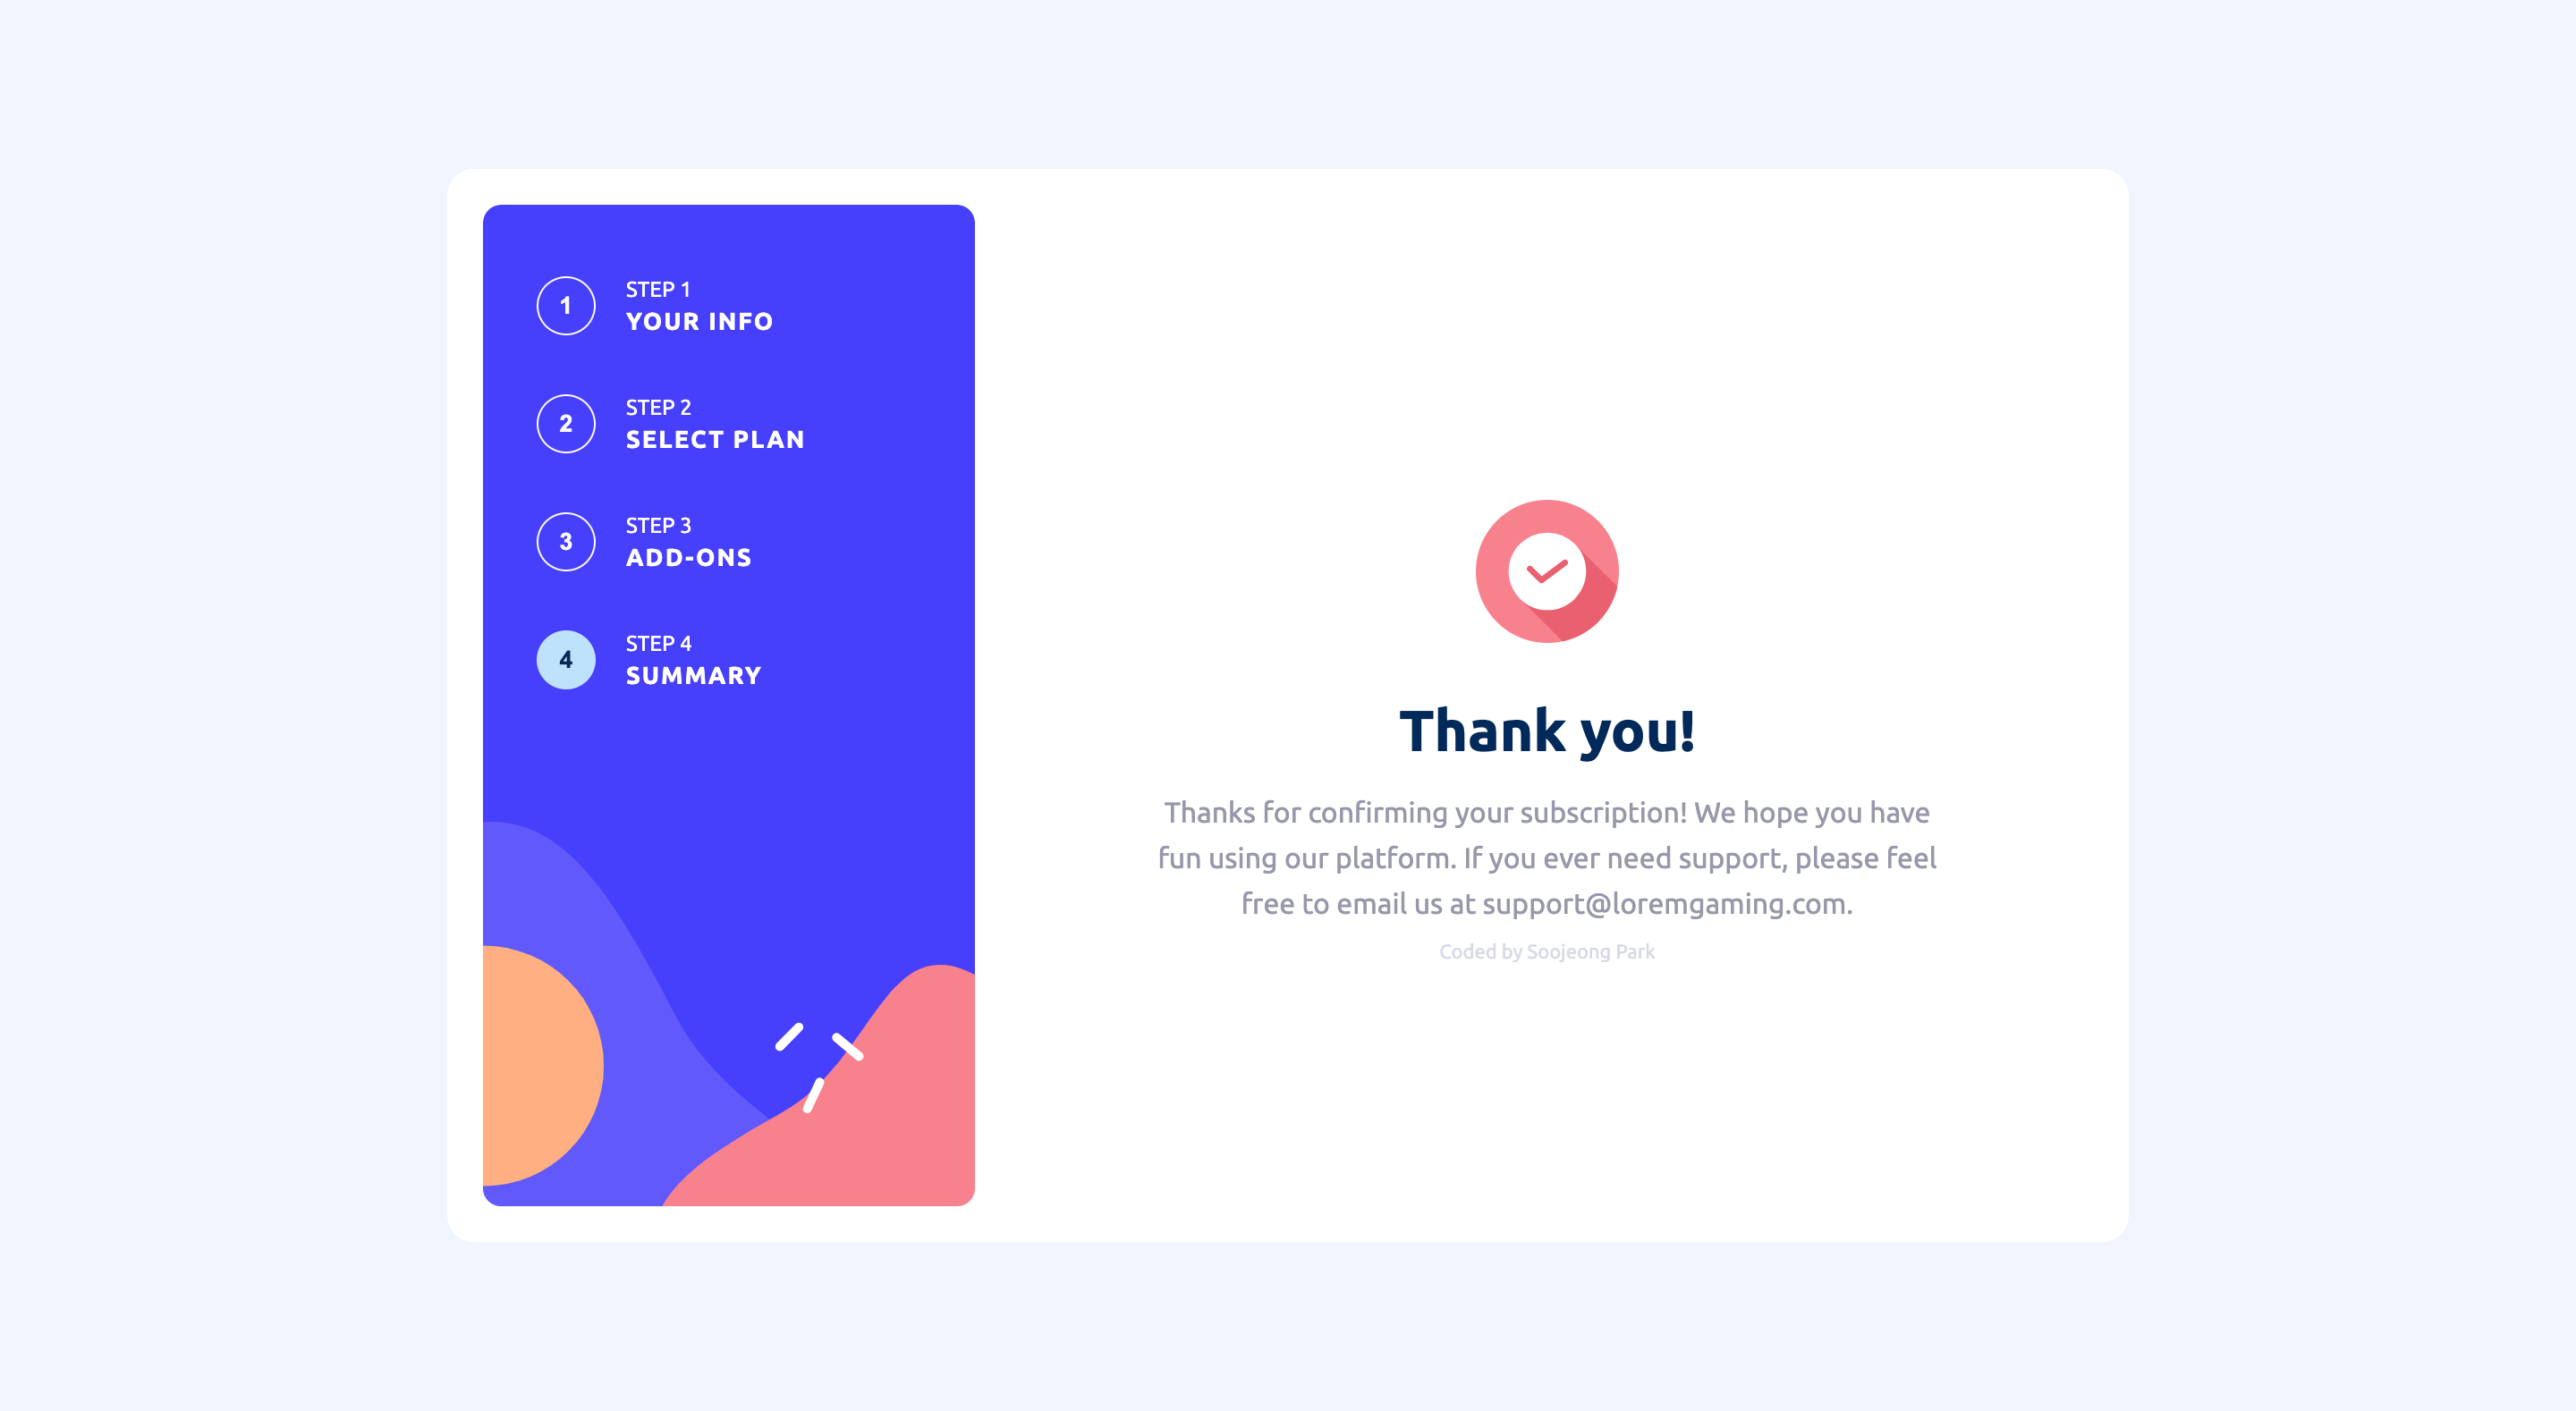 1
STEP 1
YOUR INFO
2
STEP 2
SELECT PLAN
3
STEP 3
ADD-ONS
4
STEP 4
SUMMARY
Thank you!
Thanks for confirming your subscription! We hope you have
fun using our platform. If you ever need support, please feel
free to email us at support@loremgaming.com.
Coded by Soojeong Park